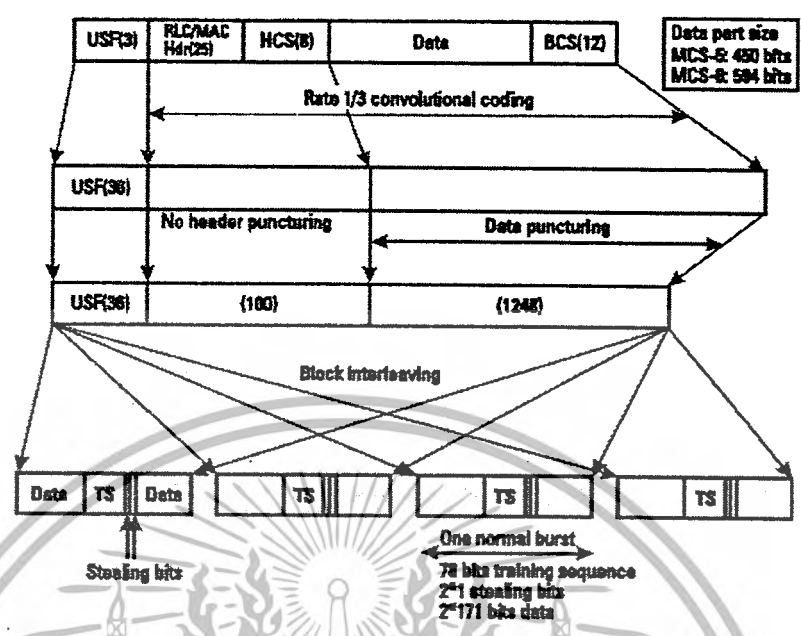 USF(3)
RLC/MAC
Hdr(25)
HCS(8)
Data
BCS(12)
Data part size
MCS-5: 450 bits
MCS-6: 594 bits
Rate 1/3 convolutional coding
USF(36)
No header puncturing
Data puncturing
USF(36)
(100)
(1248)
Block interleaving
Data
TS
Data
TS
TS
TS
Stealing bits
One normal burst
78 bits training sequence
2*1 stealing bits
2*171 bits data